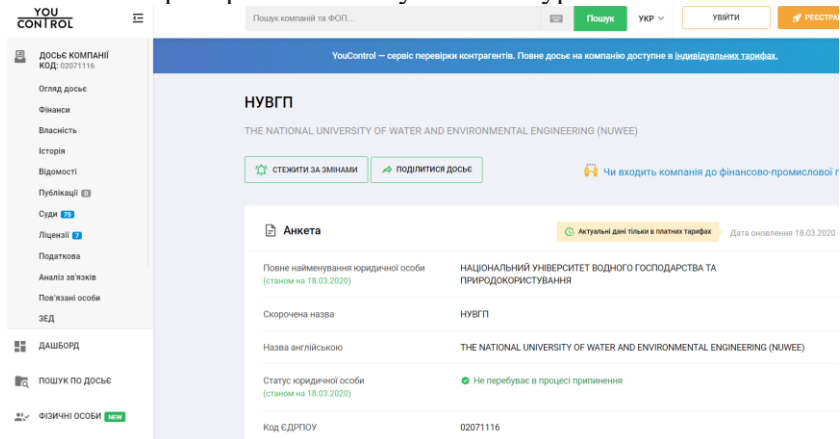 YOU
CONTROL
Пошук компаній та ФОП...
Пошук
УКР
УВІЙТИ
РЕЄСТРА
ДОСЬЄ КОМПАНІЇ
КОД: 02071116
YouControl — сервіс перевірки контрагентів. Повне досьє на компанію доступне в індивідуальних тарифах.
Огляд досьє
Фінанси
Власність
Історія
Відомості
Публікації
Суди 75
Ліцензії 7
Податкова
Аналіз зв'язків
Пов'язані особи
ЗЕД
ДАШБОРД
ПОШУК ПО ДОСЬЄ
ФІЗИЧНІ ОСОБИ NEW
НУВГП
THE NATIONAL UNIVERSITY OF WATER AND ENVIRONMENTAL ENGINEERING (NUWEE)
СТЕЖИТИ ЗА ЗМІНАМИ
ПОДІЛИТИСЯ ДОСЬЄ
Чи входить компанія до фінансово-промислової г
Анкета
Актуальні дані тільки в платних тарифах
Дата оновлення 18.03.2020
Повне найменування юридичної особи
(станом на 18.03.2020)
НАЦІОНАЛЬНИЙ УНІВЕРСИТЕТ ВОДНОГО ГОСПОДАРСТВА ТА
ПРИРОДОКОРИСТУВАННЯ
Скорочена назва
НУВГП
Назва англійською
THE NATIONAL UNIVERSITY OF WATER AND ENVIRONMENTAL ENGINEERING (NUWEE)
Статус юридичної особи
(станом на 18.03.2020)
Не перебуває в процесі припинення
Код ЄДРПОУ
02071116